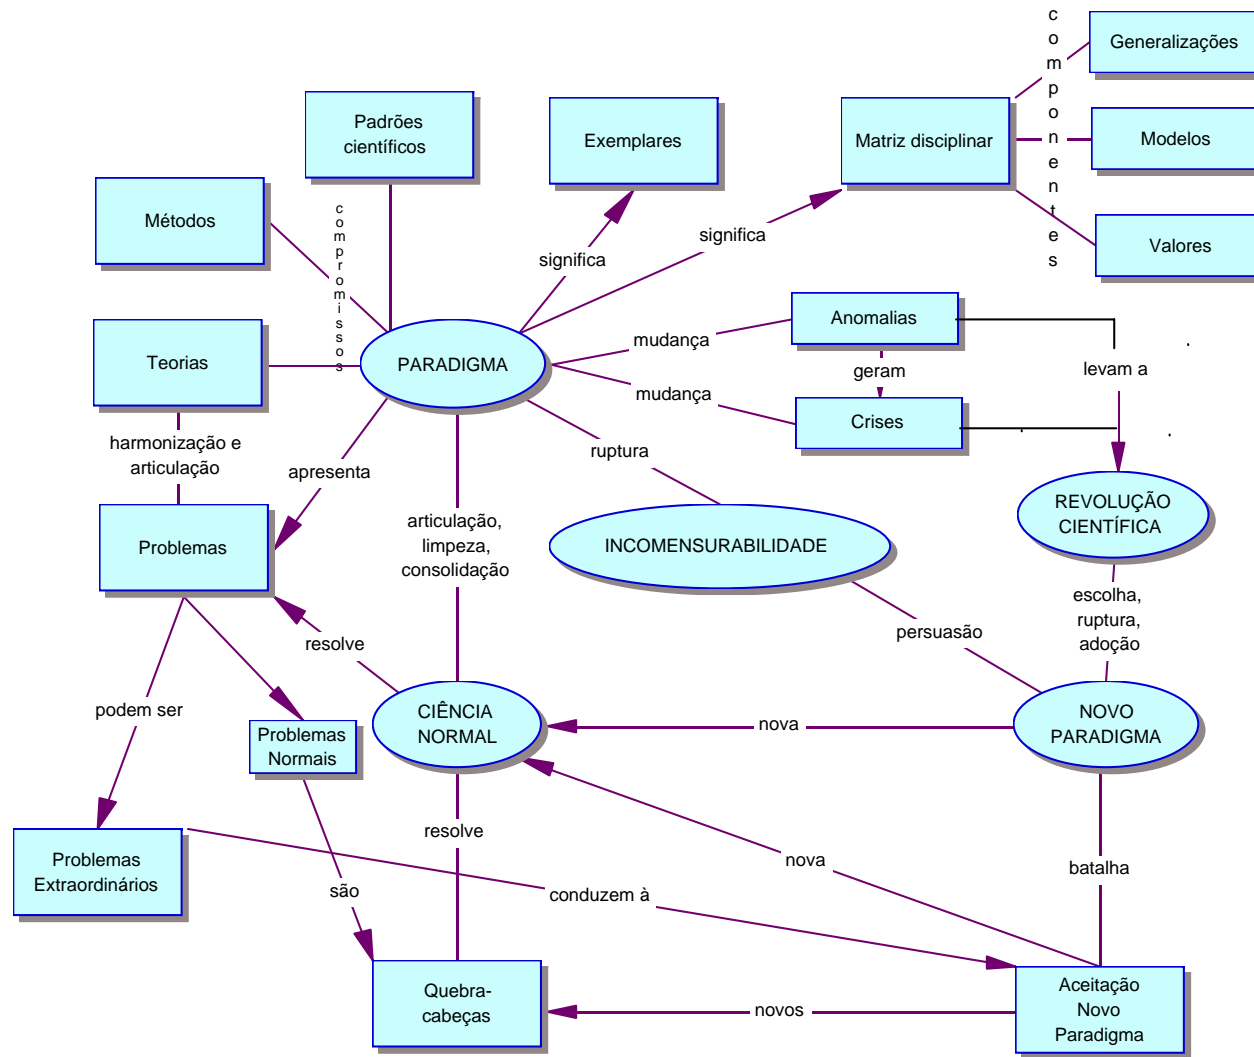 componentes
Generalizações
Padrões
científicos
Exemplares
Matriz disciplinar
Modelos
Métodos
compromissos
significa
Valores
significa
Anomalias
mudança
Teorias
PARADIGMA
geram
levam a
mudança
Crises
harmonização e
articulação
ruptura
apresenta
REVOLUÇÃO
CIENTÍFICA
articulação,
limpeza,
consolidação
Problemas
INCOMENSURABILIDADE
escolha,
ruptura,
adoção
persuasão
resolve
podem ser
CIÊNCIA
NORMAL
NOVO
PARADIGMA
nova
Problemas
Normais
resolve
Problemas
Extraordinários
nova
batalha
são
conduzem à
Quebra-
cabeças
Aceitação
Novo
Paradigma
novos